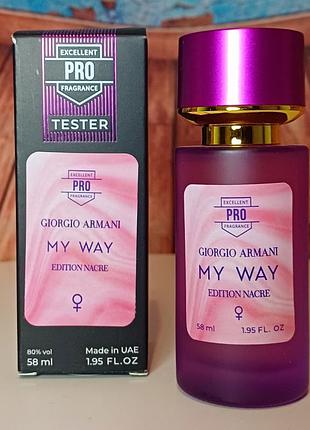 EXCELLENT
PRO
FRAGRANCE
TESTER
EXCELLENT
PRO
FRAGRANCE
GIORGIO ARMANI
MY WAY
EDITION NACRE
♀
80% vol
58 ml
Made in UAE
1.95 FL.OZ
EXCELLENT
PRO
FRAGRANCE
GIORGIO ARMANI
MY WAY
EDITION NACRE
♀
58 ml
1.95 FL. OZ